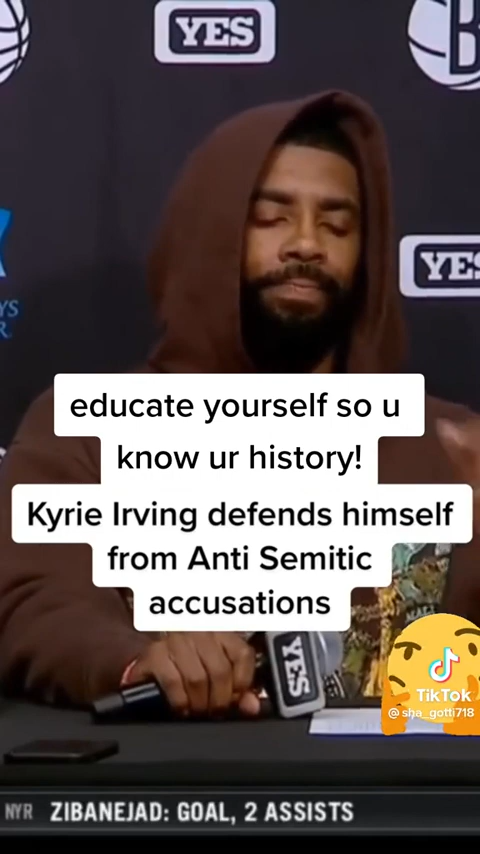 YES
B
YES
YS
R.
educate yourself so u
know ur history!
Kyrie Irving defends himself
from Anti Semitic
accusations
YES
TikTok
@sha_gotti718
NYR ZIBANEJAD: GOAL, 2 ASSISTS